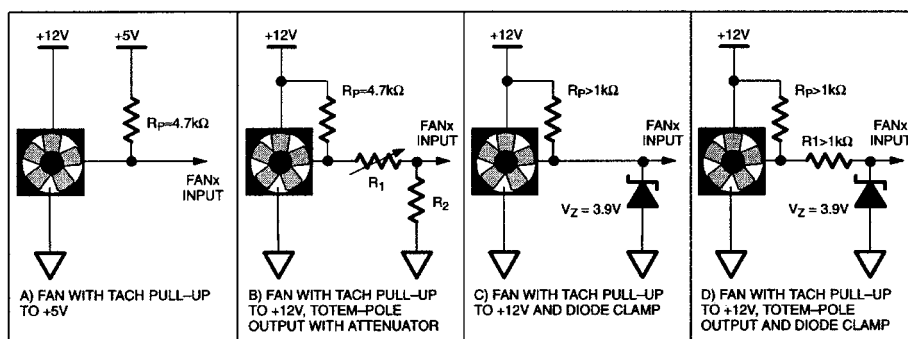 +12V
+5V
Rp≈4.7kΩ
FANx
INPUT
A) FAN WITH TACH PULL–UP
TO +5V
+12V
Rp≈4.7kΩ
FANx
INPUT
R1
R2
B) FAN WITH TACH PULL–UP
TO +12V, TOTEM–POLE
OUTPUT WITH ATTENUATOR
+12V
Rp>1kΩ
FANx
INPUT
VZ = 3.9V
C) FAN WITH TACH PULL–UP
TO +12V AND DIODE CLAMP
+12V
Rp>1kΩ
FANx
INPUT
R1>1kΩ
VZ = 3.9V
D) FAN WITH TACH PULL–UP
TO +12V, TOTEM–POLE
OUTPUT AND DIODE CLAMP